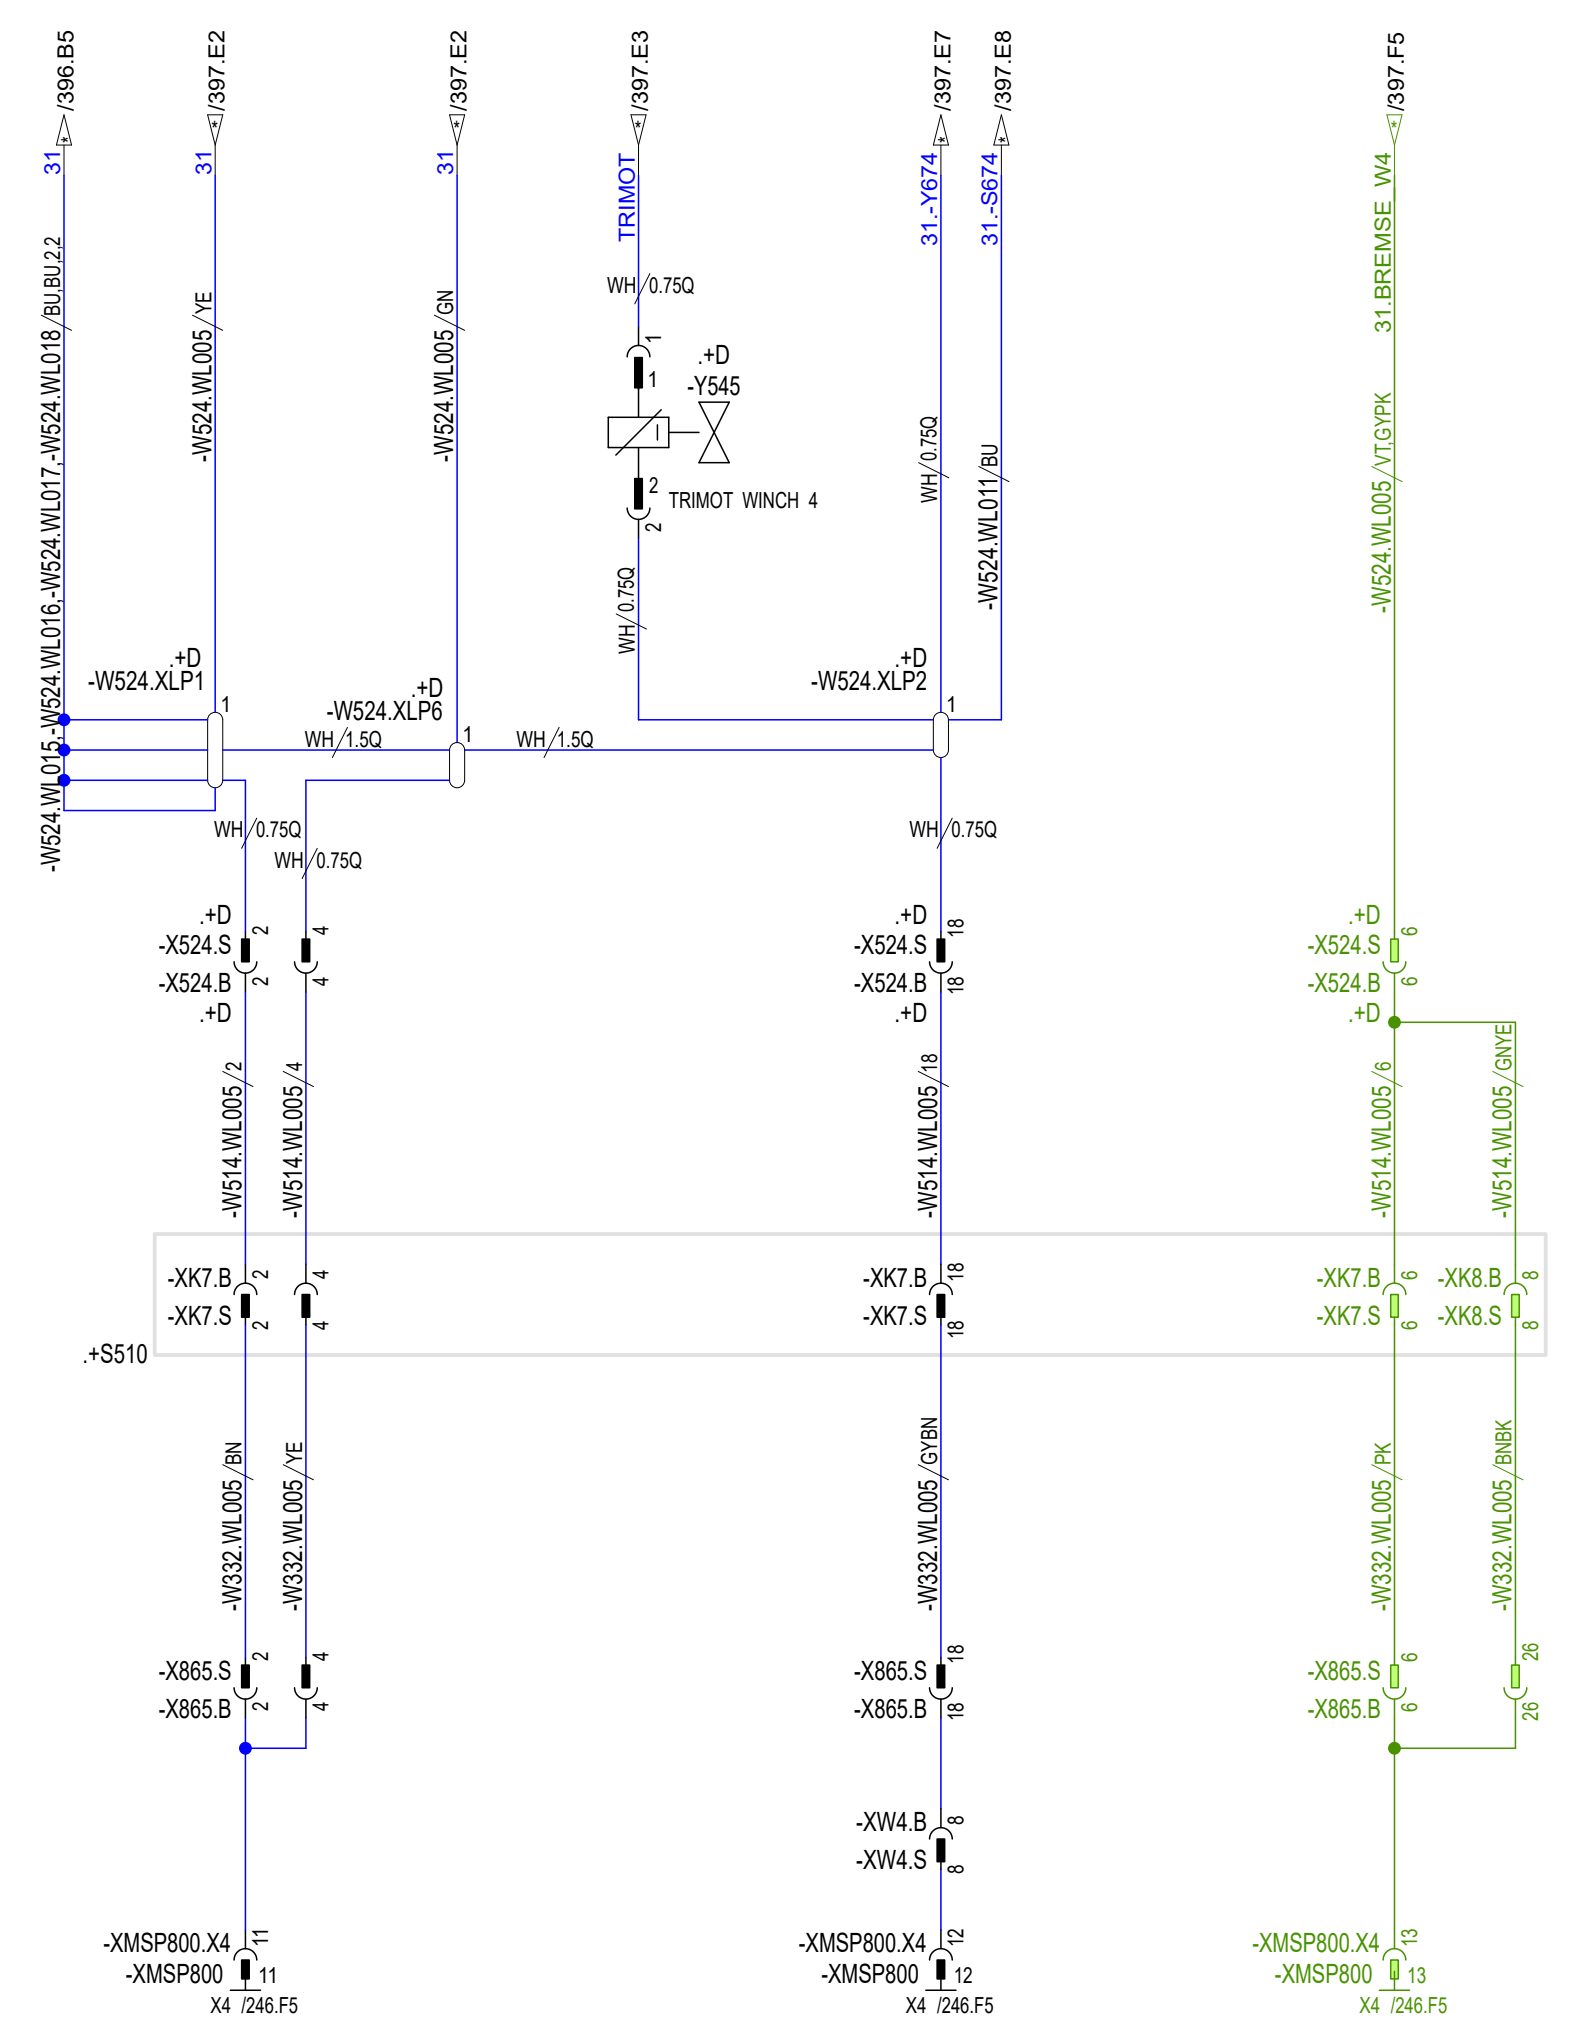 /396.B5
/397.E2
/397.E2
/397.E3
/397.E7
/397.E8
/397.F5
*
*
*
*
*
*
*
31
31
31
TRIMOT
31.-Y674
31.-S674
31.BREMSE W4
-W524.WL015,-W524.WL016,-W524.WL017,-W524.WL018/BU,BU,2,2
-W524.WL005/YE
-W524.WL005/GN
WH/0.75Q
1
.+D
1
-Y545
2
TRIMOT WINCH 4
2
WH/0.75Q
WH/0.75Q
-W524.WL011/BU
-W524.WL005/VT,GYPK
.+D
-W524.XLP1
1
.+D
-W524.XLP6
1
.+D
-W524.XLP2
1
WH/1.5Q
WH/1.5Q
WH/0.75Q
WH/0.75Q
WH/0.75Q
.+D
-X524.S 2 4
-X524.B 2 4
.+D
.+D
-X524.S 18
-X524.B 18
.+D
.+D
-X524.S 6
-X524.B 6
.+D
-W514.WL005/2
-W514.WL005/4
-W514.WL005/18
-W514.WL005/6
-W514.WL005/GNYE
-XK7.B 2 4
-XK7.S 2 4
-XK7.B 18
-XK7.S 18
-XK7.B 6
-XK7.S 6
-XK8.B 8
-XK8.S 8
.+S510
-W332.WL005/BN
-W332.WL005/YE
-W332.WL005/GYBN
-W332.WL005/PK
-W332.WL005/BNBK
-X865.S 2 4
-X865.B 2 4
-X865.S 18
-X865.B 18
-X865.S 6 26
-X865.B 6 26
-XW4.B 8
-XW4.S 8
-XMSP800.X4 11
-XMSP800 11
X4 /246.F5
-XMSP800.X4 12
-XMSP800 12
X4 /246.F5
-XMSP800.X4 13
-XMSP800 13
X4 /246.F5